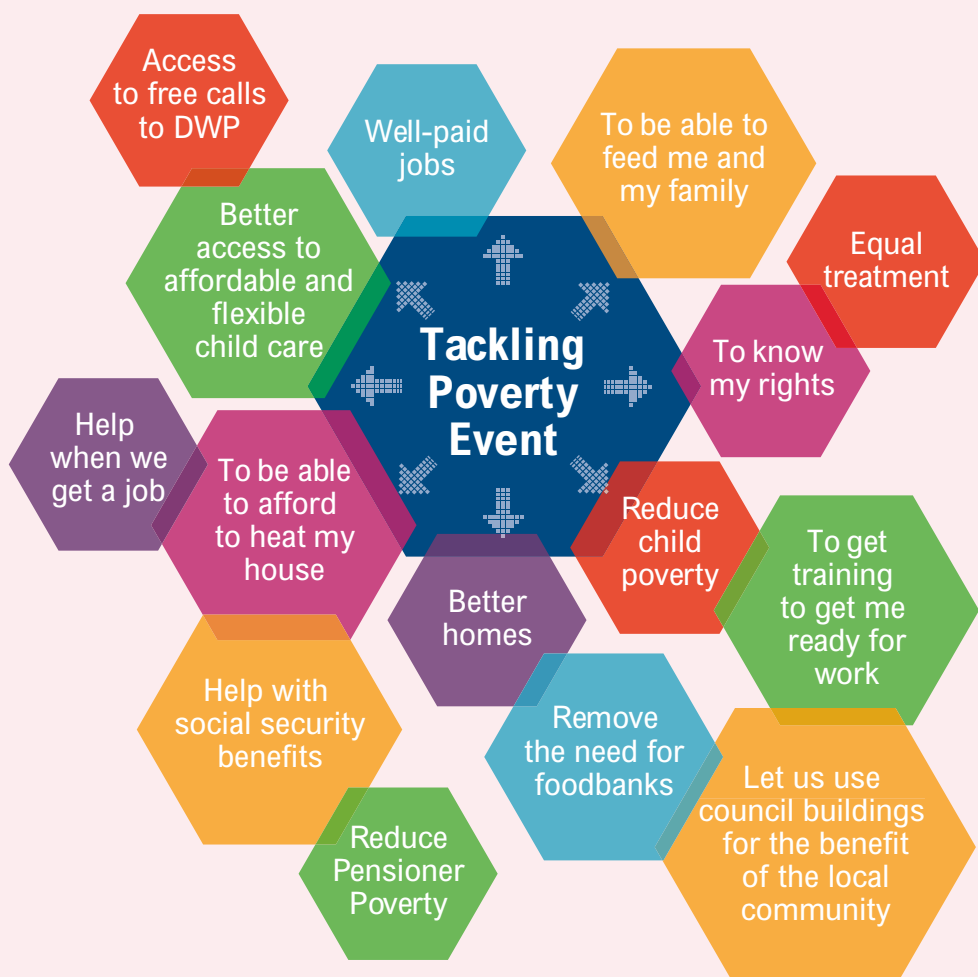 Access
to free calls
to DWP
Well-paid
jobs
To be able to
feed me and
my family
Better
access to
affordable and
flexible
child care
Equal
treatment
Tackling
Poverty
Event
To know
my rights
Help
when we
get a job
To be able
to afford
to heat my
house
Reduce
child
poverty
To get
training
to get me
ready for
work
Better
homes
Help with
social security
benefits
Remove
the need for
foodbanks
Let us use
council buildings
for the benefit
of the local
community
Reduce
Pensioner
Poverty